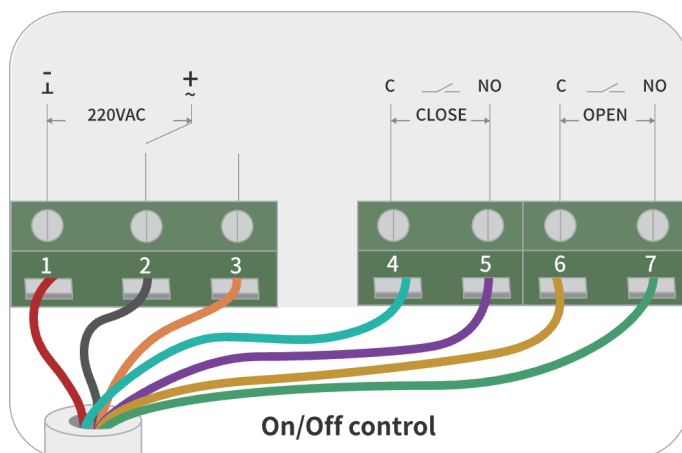 - +
⊥ ~
220VAC
C NO C NO
CLOSE OPEN
1 2 3 4 5 6 7
On/Off control